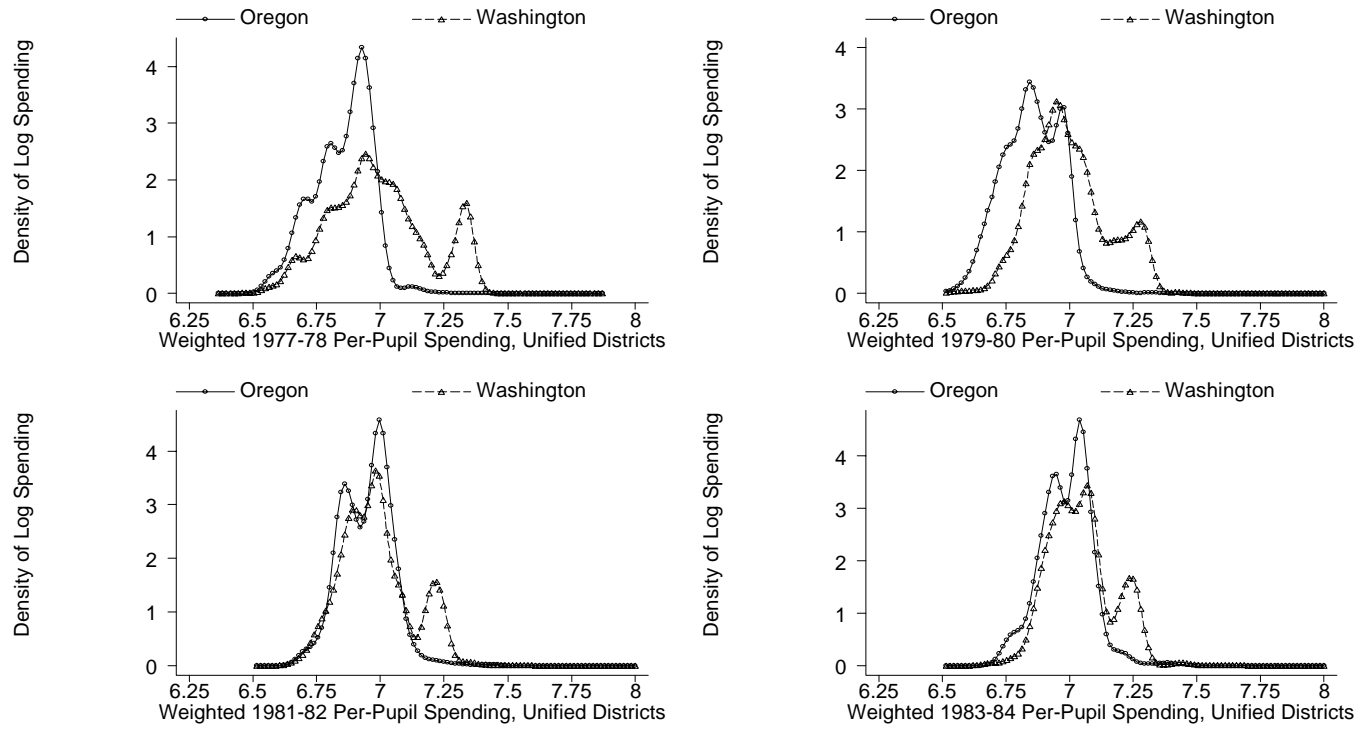 Oregon Washington
Density of Log Spending
4
3
2
1
0
6.25 6.5 6.75 7 7.25 7.5 7.75 8
Weighted 1977-78 Per-Pupil Spending, Unified Districts
Oregon Washington
Density of Log Spending
4
3
2
1
0
6.25 6.5 6.75 7 7.25 7.5 7.75 8
Weighted 1979-80 Per-Pupil Spending, Unified Districts
Oregon Washington
Density of Log Spending
4
3
2
1
0
6.25 6.5 6.75 7 7.25 7.5 7.75 8
Weighted 1981-82 Per-Pupil Spending, Unified Districts
Oregon Washington
Density of Log Spending
4
3
2
1
0
6.25 6.5 6.75 7 7.25 7.5 7.75 8
Weighted 1983-84 Per-Pupil Spending, Unified Districts